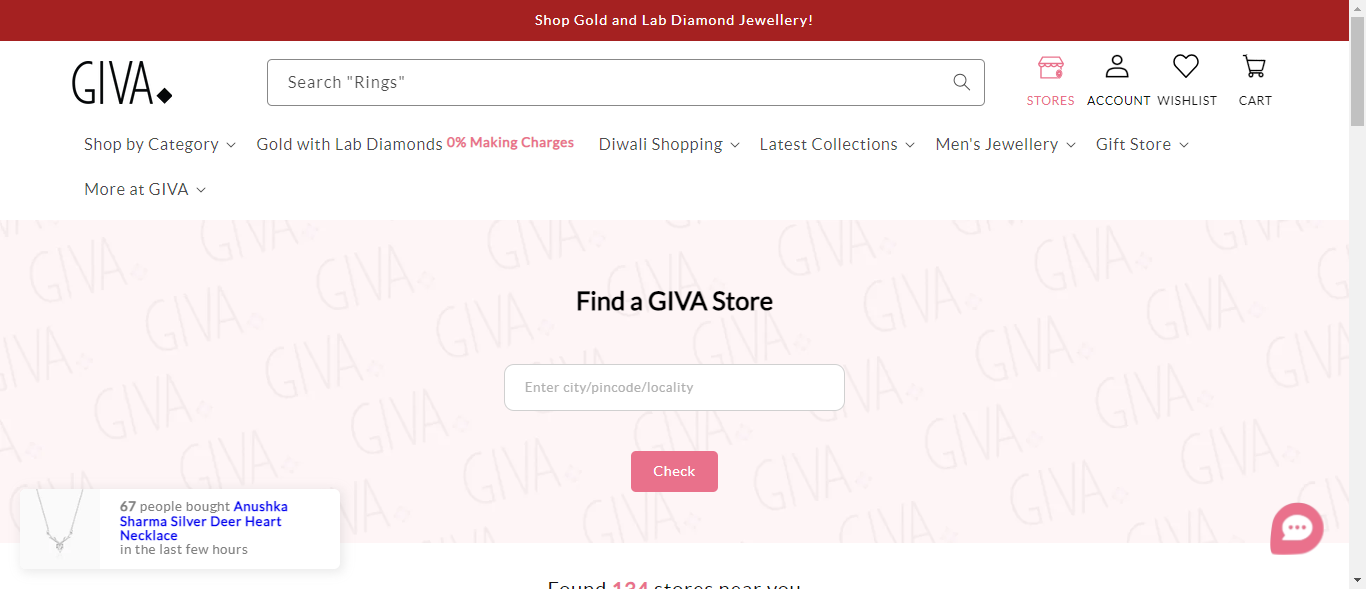 Shop Gold and Lab Diamond Jewellery!
GIVA
Search "Rings"
STORES
ACCOUNT
WISHLIST
CART
Shop by Category
Gold with Lab Diamonds 0% Making Charges
Diwali Shopping
Latest Collections
Men's Jewellery
Gift Store
More at GIVA
Find a GIVA Store
Enter city/pincode/locality
Check
67 people bought Anushka
Sharma Silver Deer Heart
Necklace
in the last few hours
Found 134 stores near you